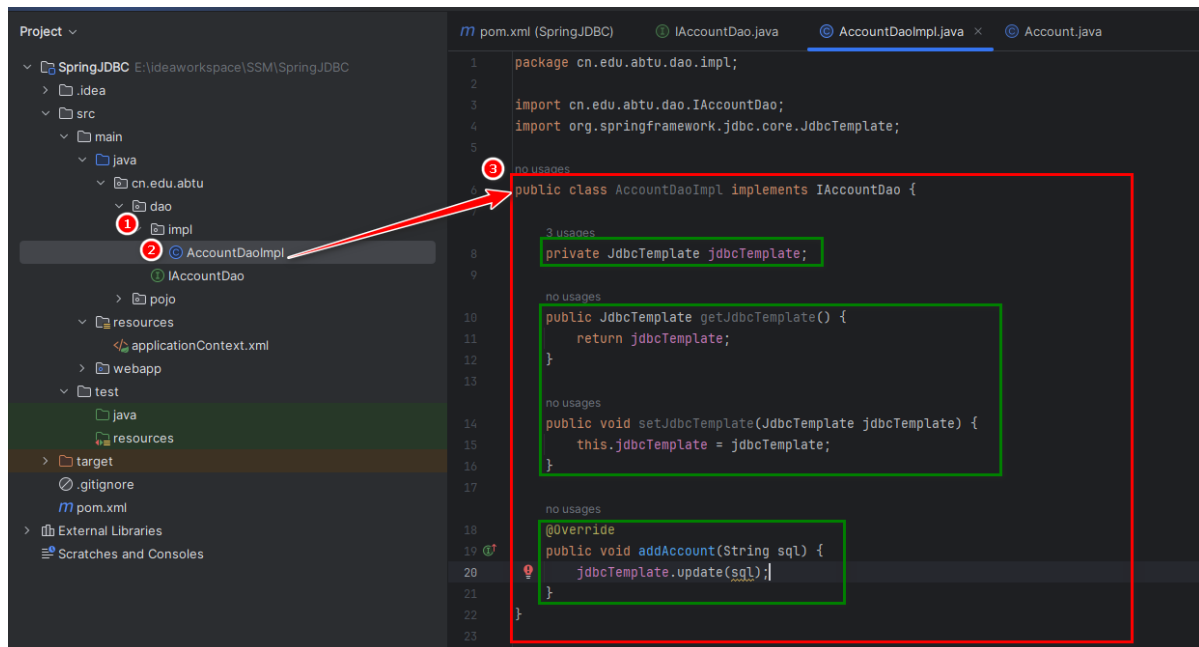 Project
SpringJDBC E:\ideaworkspace\SSM\SpringJDBC
.idea
src
main
java
cn.edu.abtu
dao
1
impl
2
AccountDaoImpl
IAccountDao
pojo
resources
applicationContext.xml
webapp
test
java
resources
target
.gitignore
pom.xml
External Libraries
Scratches and Consoles
m pom.xml (SpringJDBC)
IAccountDao.java
AccountDaoImpl.java ×
Account.java
1 package cn.edu.abtu.dao.impl;
2
3 import cn.edu.abtu.dao.IAccountDao;
4 import org.springframework.jdbc.core.JdbcTemplate;
5
3
no usages
6 public class AccountDaoImpl implements IAccountDao {
7
3 usages
8 private JdbcTemplate jdbcTemplate;
9
no usages
10 public JdbcTemplate getJdbcTemplate() {
11 return jdbcTemplate;
12 }
13
no usages
14 public void setJdbcTemplate(JdbcTemplate jdbcTemplate) {
15 this.jdbcTemplate = jdbcTemplate;
16 }
17
no usages
18 @Override
19 public void addAccount(String sql) {
20 jdbcTemplate.update(sql);
21 }
22 }
23